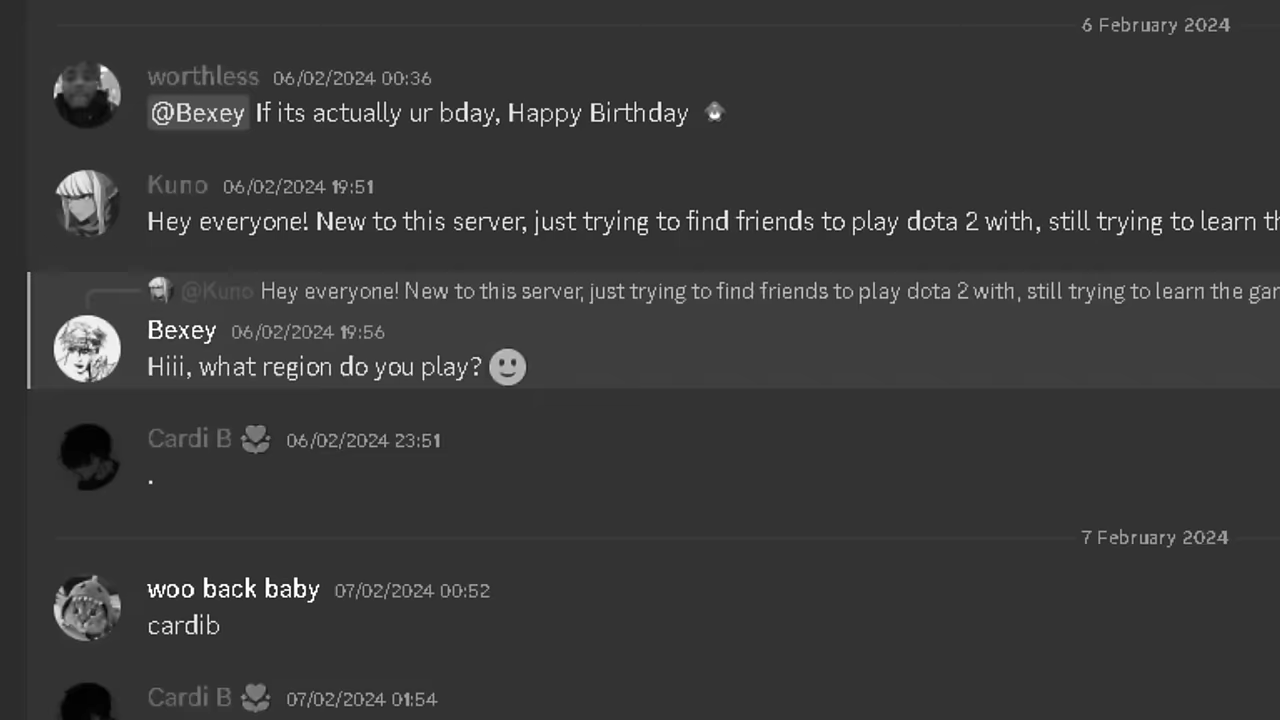 6 February 2024
worthless 06/02/2024 00:36
@Bexey If its actually ur bday, Happy Birthday
Kuno 06/02/2024 19:51
Hey everyone! New to this server, just trying to find friends to play dota 2 with, still trying to learn th
@Kuno Hey everyone! New to this server, just trying to find friends to play dota 2 with, still trying to learn the gar
Bexey 06/02/2024 19:56
Hiii, what region do you play?
Cardi B 06/02/2024 23:51
.
7 February 2024
woo back baby 07/02/2024 00:52
cardib
Cardi B 07/02/2024 01:54